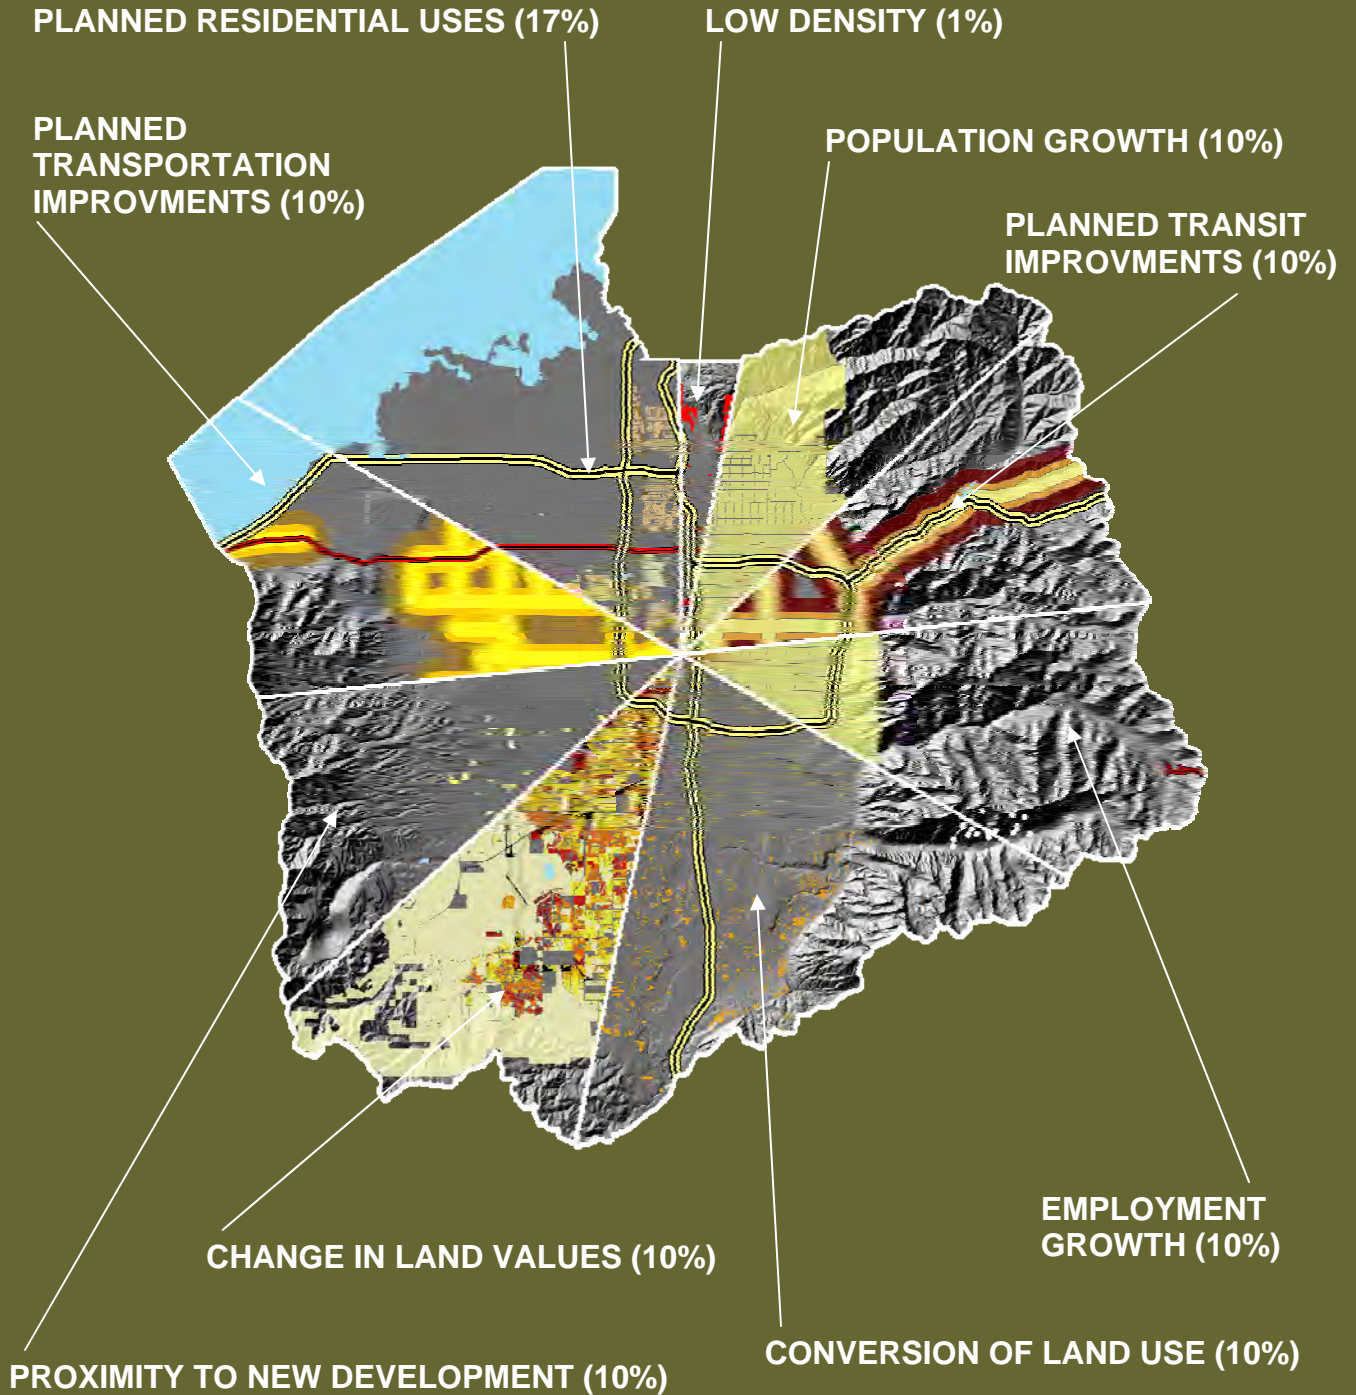 PLANNED RESIDENTIAL USES (17%)
LOW DENSITY (1%)
PLANNED
TRANSPORTATION
IMPROVMENTS (10%)
POPULATION GROWTH (10%)
PLANNED TRANSIT
IMPROVMENTS (10%)
EMPLOYMENT
GROWTH (10%)
CHANGE IN LAND VALUES (10%)
CONVERSION OF LAND USE (10%)
PROXIMITY TO NEW DEVELOPMENT (10%)